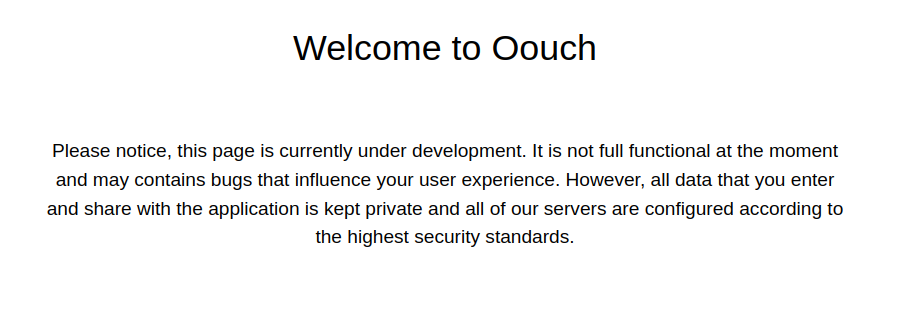 Welcome to Oouch
Please notice, this page is currently under development. It is not full functional at the moment
and may contains bugs that influence your user experience. However, all data that you enter
and share with the application is kept private and all of our servers are configured according to
the highest security standards.